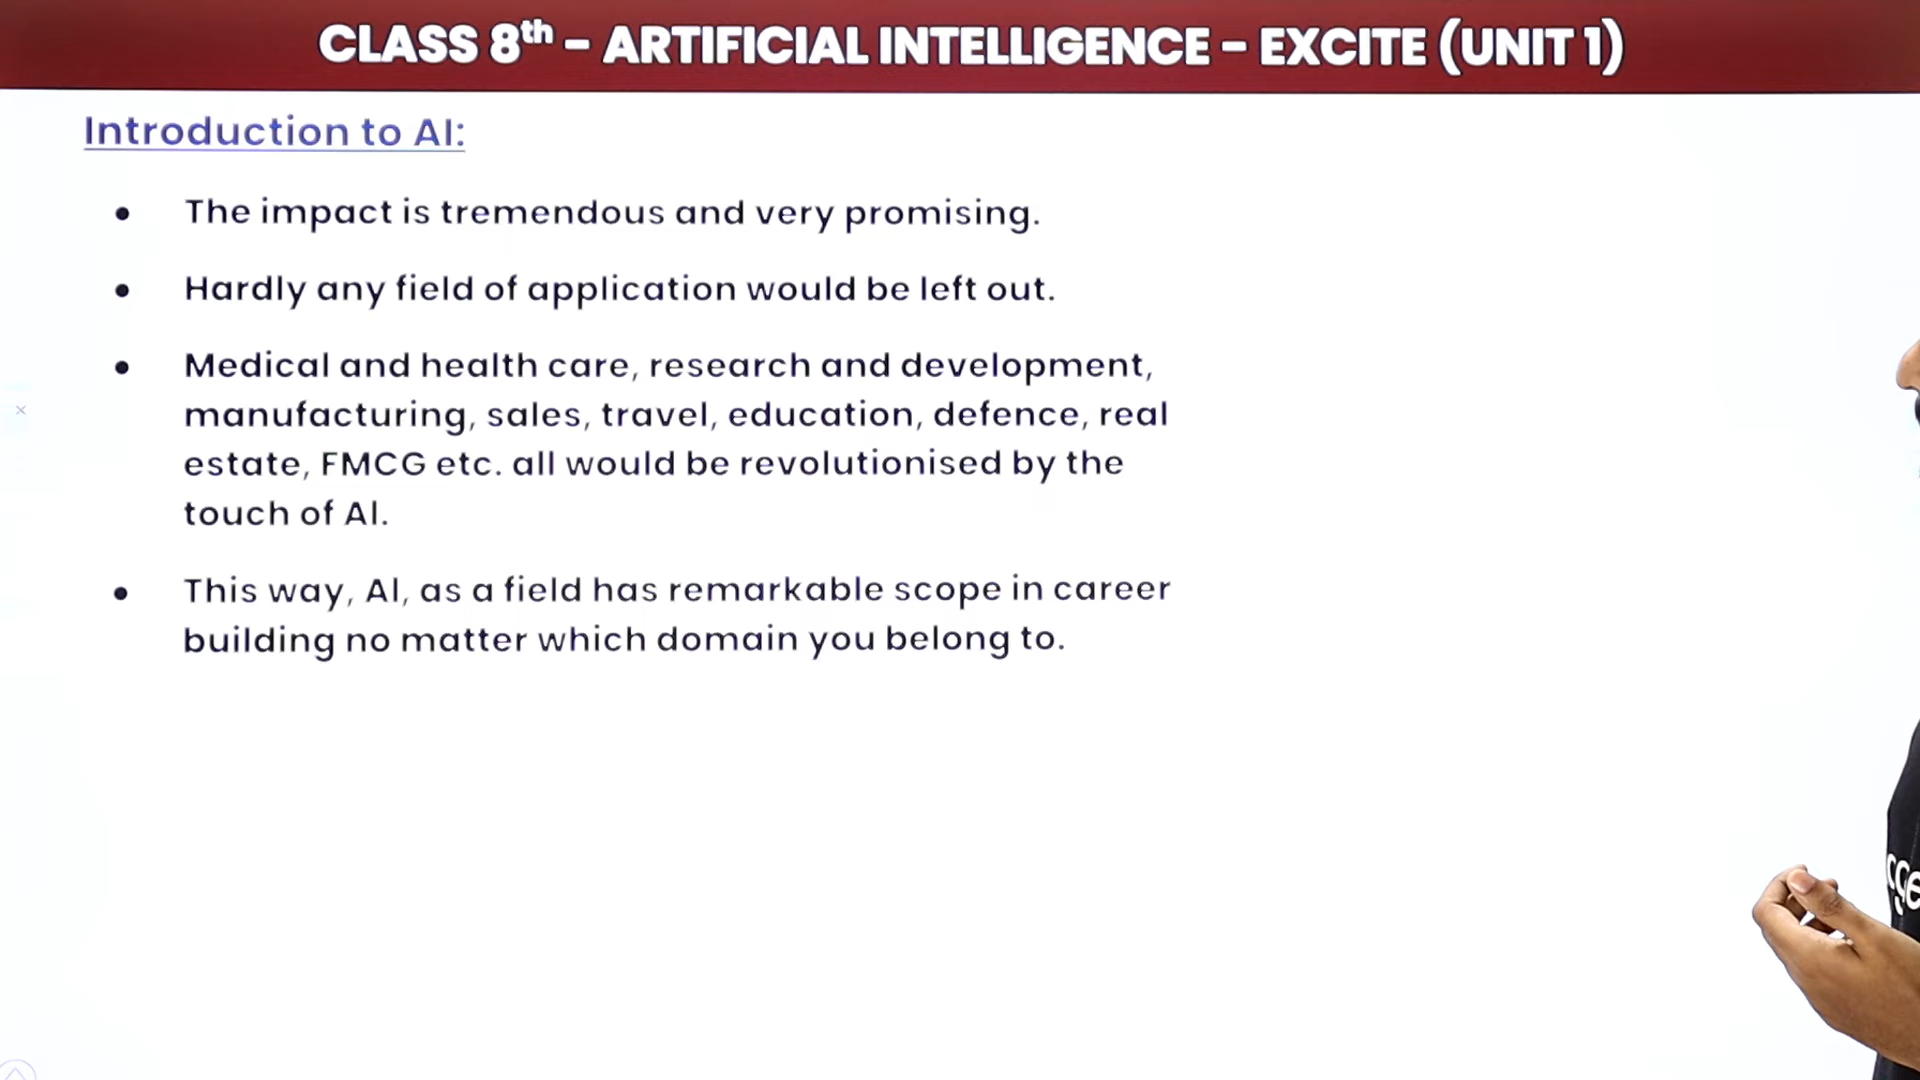 CLASS 8th – ARTIFICIAL INTELLIGENCE – EXCITE (UNIT 1)
Introduction to AI:
• The impact is tremendous and very promising.
• Hardly any field of application would be left out.
• Medical and health care, research and development,
manufacturing, sales, travel, education, defence, real
estate, FMCG etc. all would be revolutionised by the
touch of AI.
• This way, AI, as a field has remarkable scope in career
building no matter which domain you belong to.